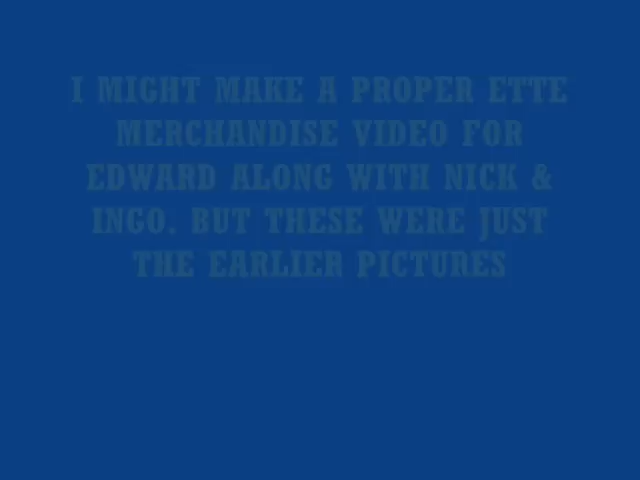 I MIGHT MAKE A PROPER ETTE
MERCHANDISE VIDEO FOR
EDWARD ALONG WITH NICK &
INGO. BUT THESE WERE JUST
THE EARLIER PICTURES